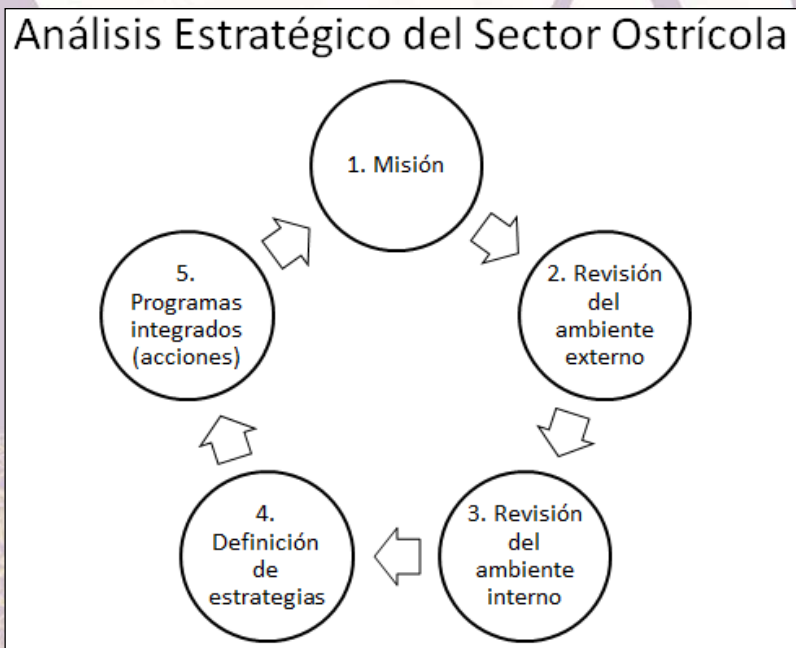 Análisis Estratégico del Sector Ostrícola
1. Misión
2. Revisión
del
ambiente
externo
3. Revisión
del
ambiente
interno
4.
Definición
de
estrategias
5.
Programas
integrados
(acciones)